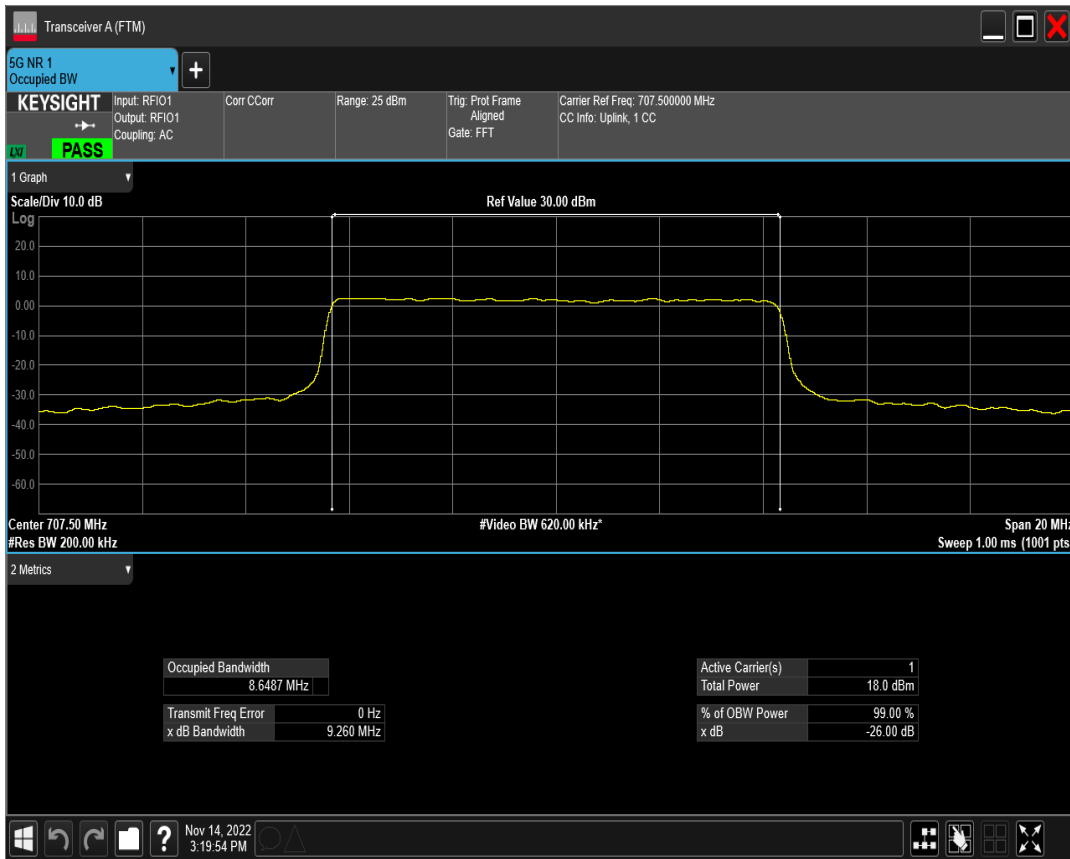 Transceiver A (FTM)
5G NR 1
Occupied BW
+
KEYSIGHT
LXI
PASS
Input: RFIO1
Output: RFIO1
Coupling: AC
Corr CCorr
Range: 25 dBm
Trig: Prot Frame
Aligned
Gate: FFT
Carrier Ref Freq: 707.500000 MHz
CC Info: Uplink, 1 CC
1 Graph
Scale/Div 10.0 dB
Ref Value 30.00 dBm
Log
20.0
10.0
0.00
-10.0
-20.0
-30.0
-40.0
-50.0
-60.0
Center 707.50 MHz
#Video BW 620.00 kHz*
Span 20 MHz
#Res BW 200.00 kHz
Sweep 1.00 ms (1001 pts
2 Metrics
Occupied Bandwidth
8.6487 MHz
Transmit Freq Error 0 Hz
x dB Bandwidth 9.260 MHz
Active Carrier(s) 1
Total Power 18.0 dBm
% of OBW Power 99.00 %
x dB -26.00 dB
?
Nov 14, 2022
3:19:54 PM